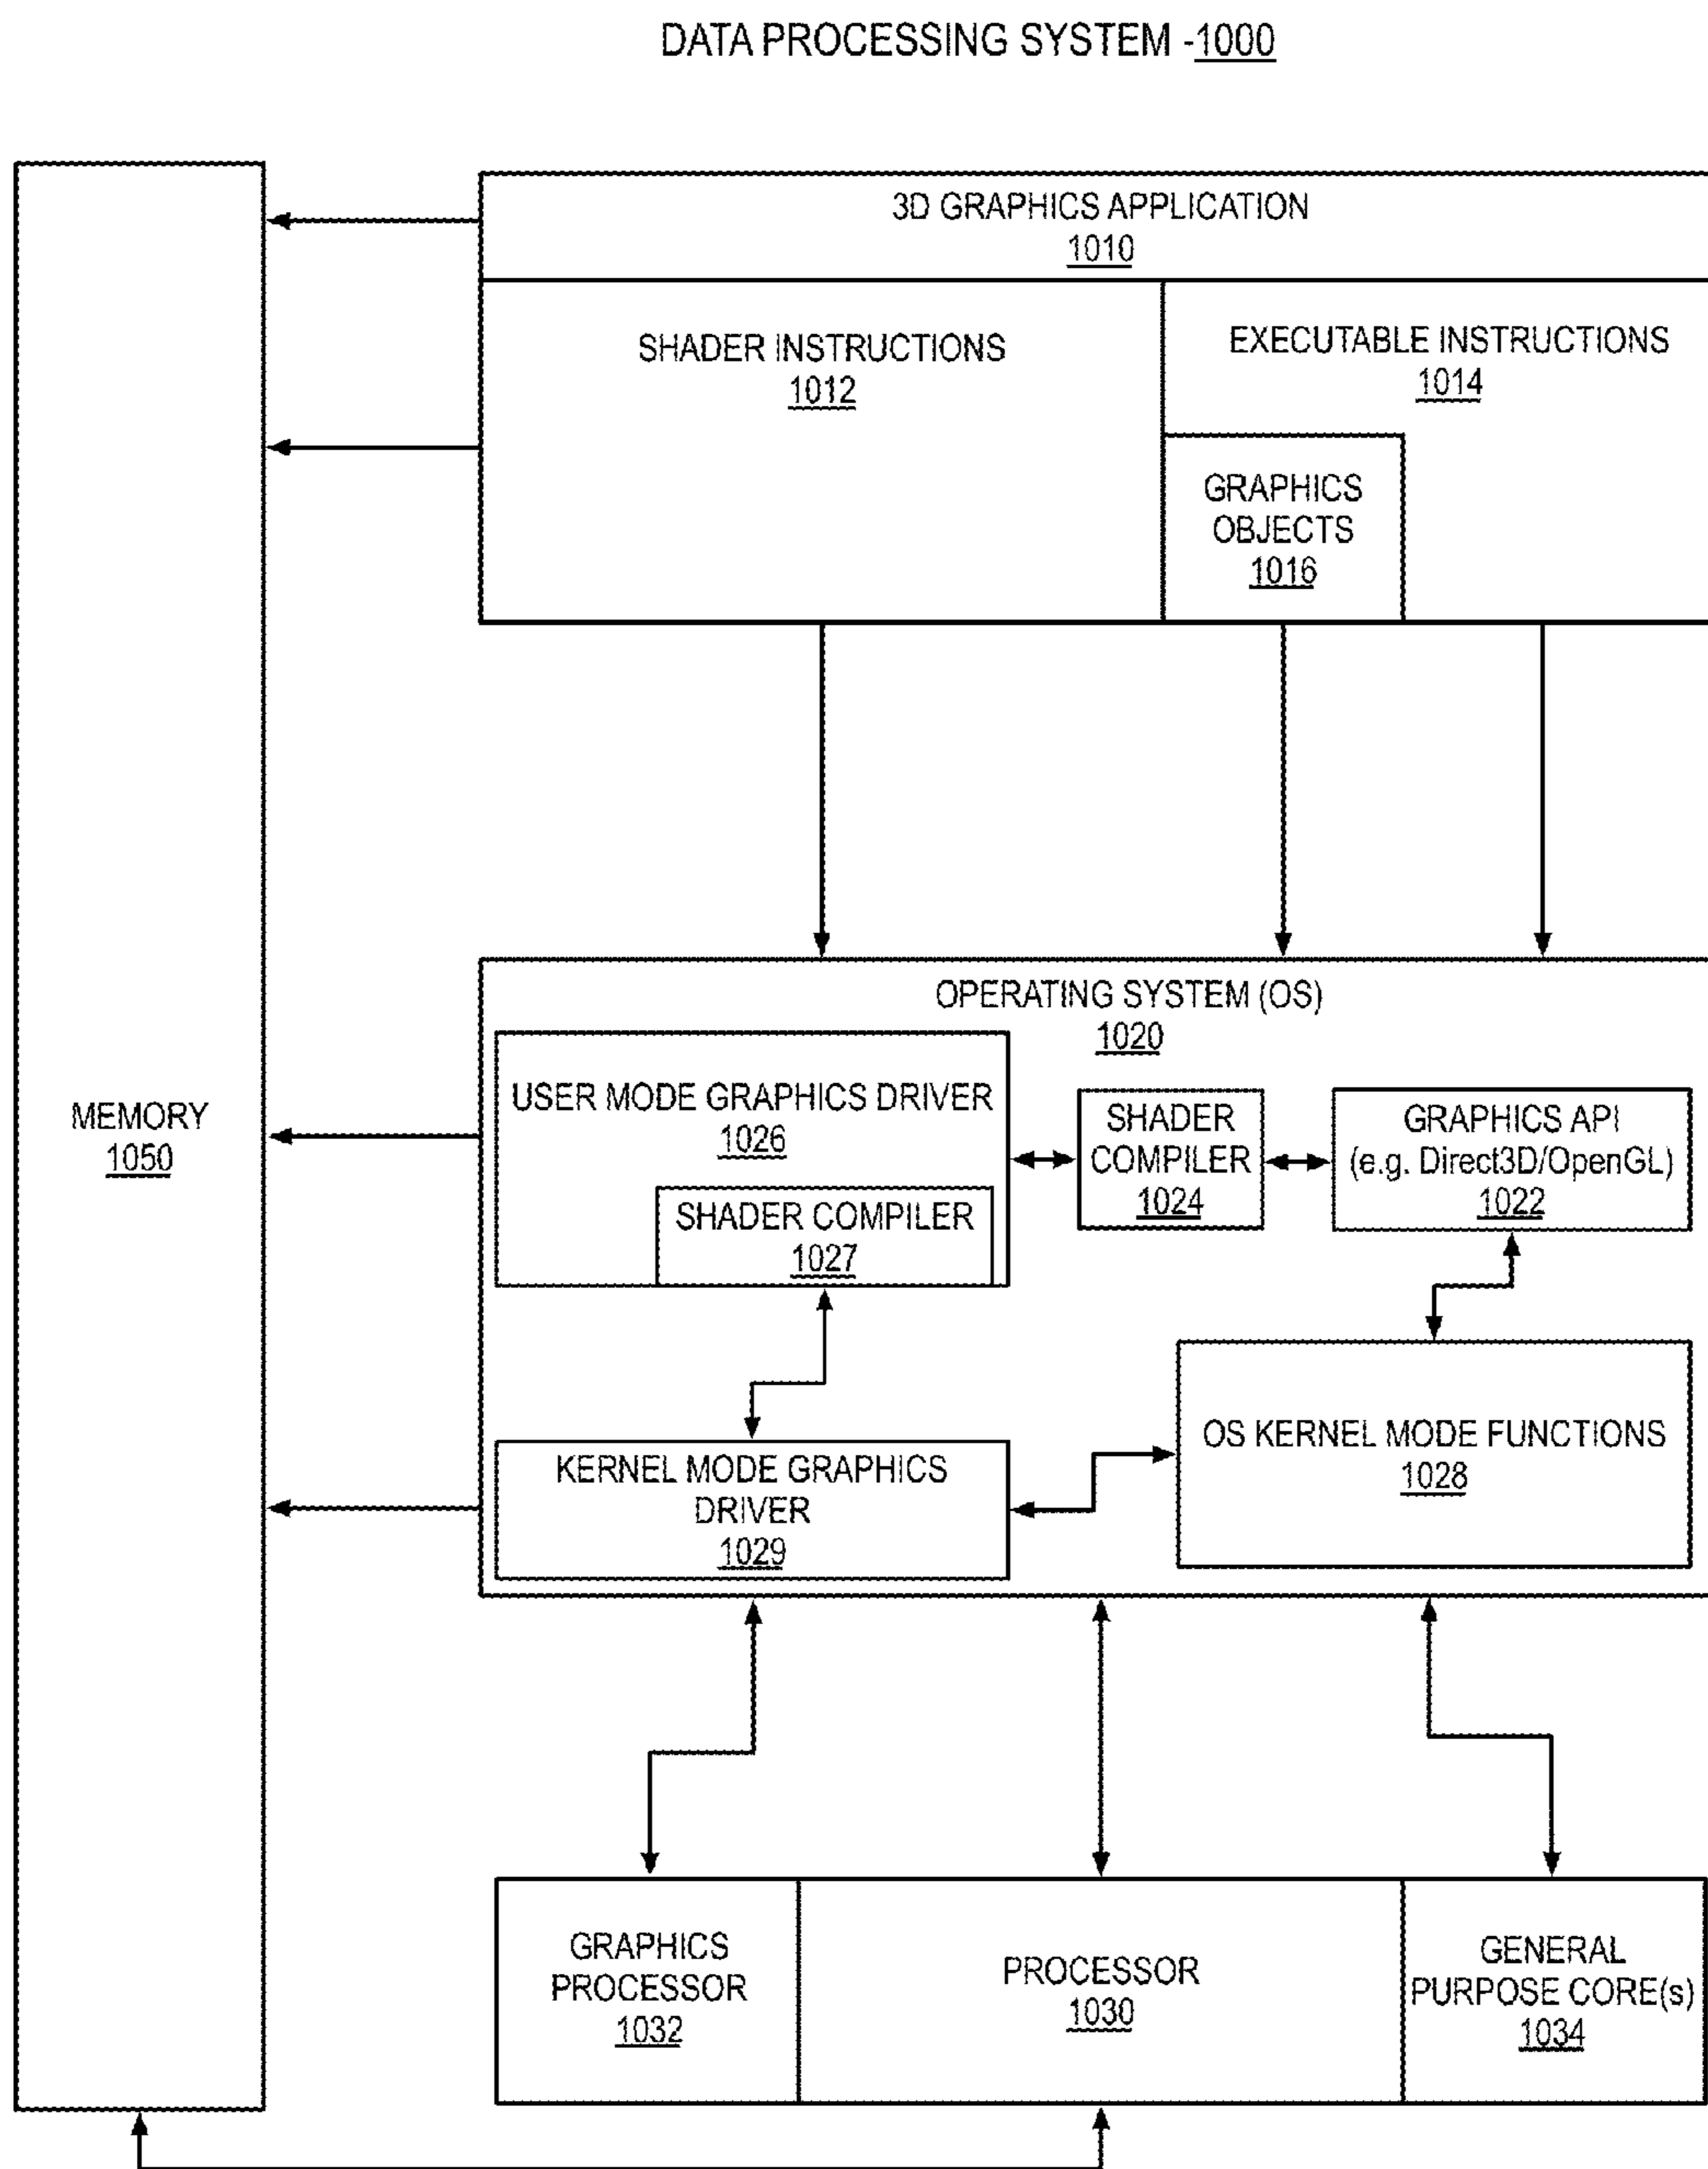 DATA PROCESSING SYSTEM -1000
3D GRAPHICS APPLICATION
1010
SHADER INSTRUCTIONS
1012
EXECUTABLE INSTRUCTIONS
1014
GRAPHICS
OBJECTS
1016
MEMORY
1050
OPERATING SYSTEM (OS)
1020
USER MODE GRAPHICS DRIVER
1026
SHADER COMPILER
1027
SHADER
COMPILER
1024
GRAPHICS API
(e.g. Direct3D/OpenGL)
1022
KERNEL MODE GRAPHICS
DRIVER
1029
OS KERNEL MODE FUNCTIONS
1028
GRAPHICS
PROCESSOR
1032
PROCESSOR
1030
GENERAL
PURPOSE CORE(s)
1034